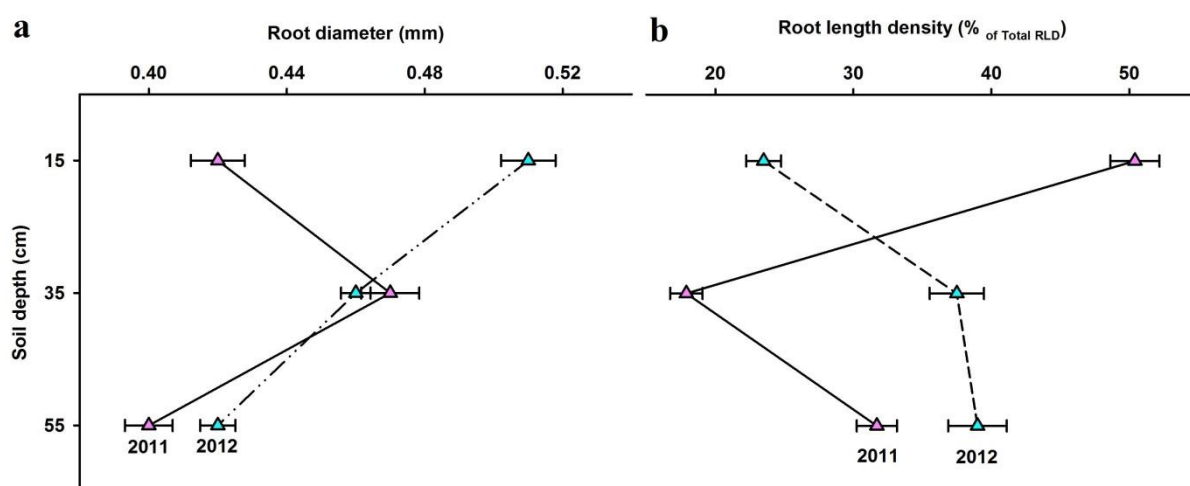 a
Root diameter (mm)
0.40 0.44 0.48 0.52
Soil depth (cm)
15
35
55
2011 2012
b
Root length density (% of Total RLD)
20 30 40 50
2011 2012